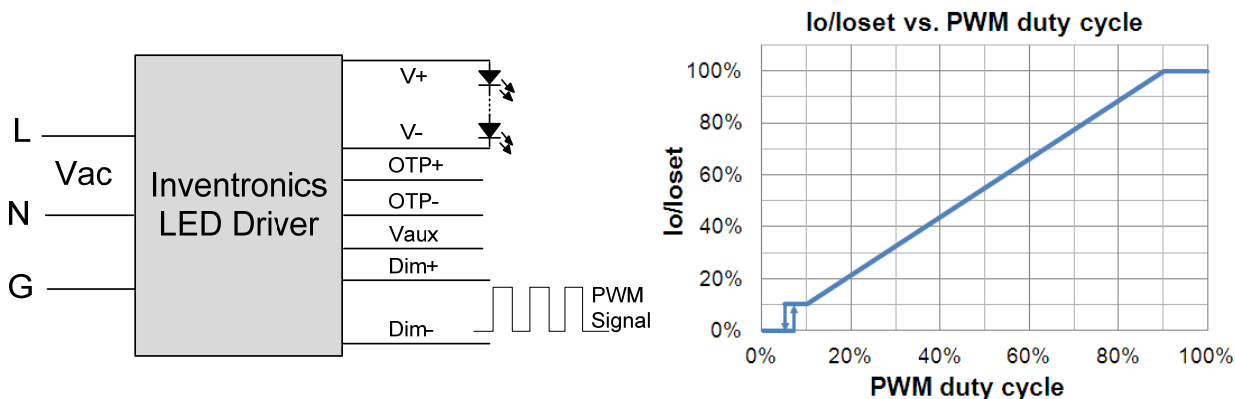 L
Vac
N
G
Inventronics
LED Driver
V+
V-
OTP+
OTP-
Vaux
Dim+
Dim-
PWM
Signal
Io/Ioset vs. PWM duty cycle
Io/Ioset
100%
80%
60%
40%
20%
0%
0% 20% 40% 60% 80% 100%
PWM duty cycle